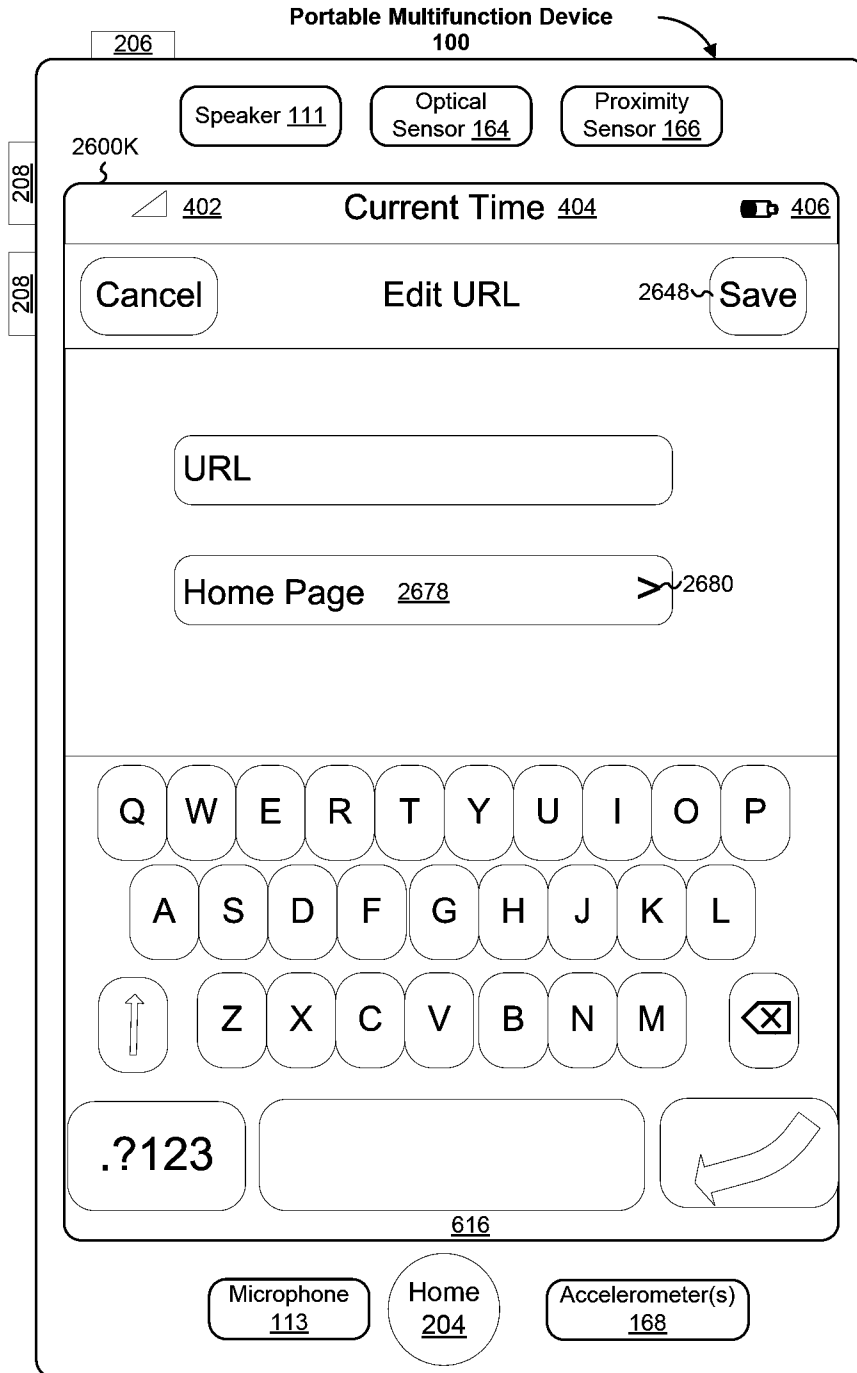 Portable Multifunction Device
100
206
Speaker 111
Optical
Sensor 164
Proximity
Sensor 166
2600K
208
208
402
Current Time 404
406
Cancel
Edit URL
2648
Save
URL
Home Page 2678 > 2680
Q W E R T Y U I O P
A S D F G H J K L
Z X C V B N M
.?123
616
Microphone
113
Home
204
Accelerometer(s)
168